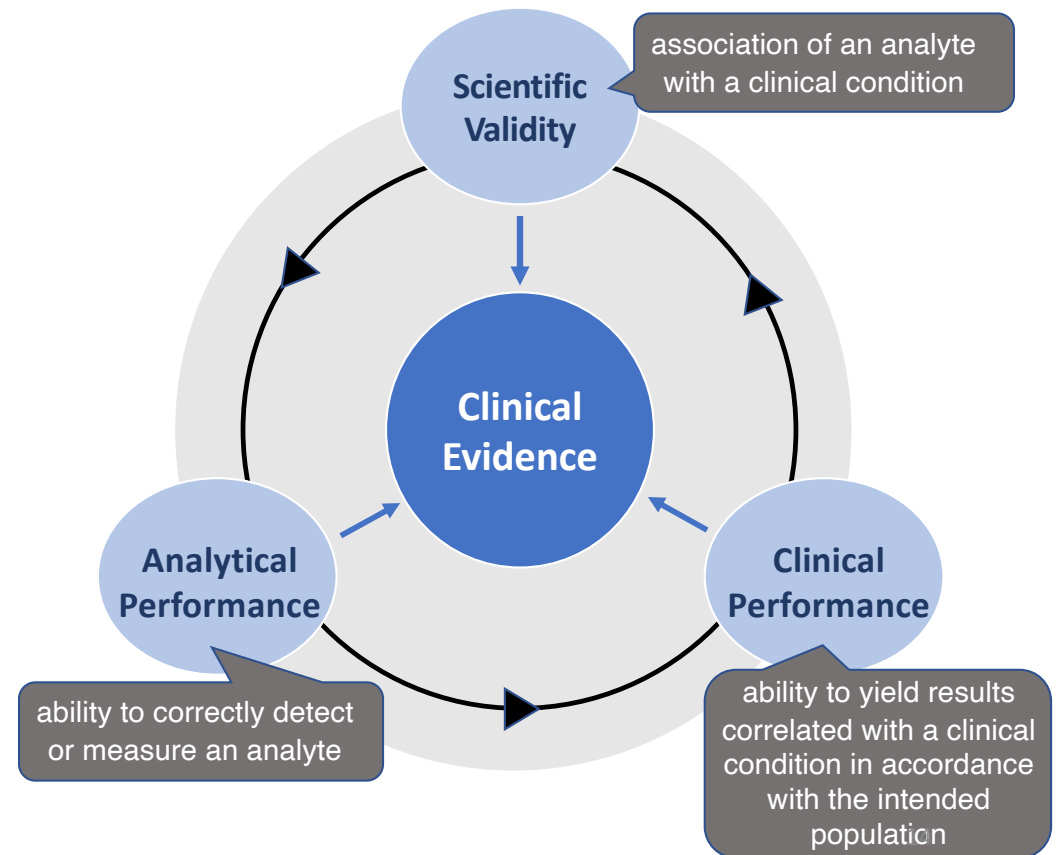 association of an analyte
with a clinical condition
Scientific
Validity
Clinical
Evidence
Analytical
Performance
Clinical
Performance
ability to correctly detect
or measure an analyte
ability to yield results
correlated with a clinical
condition in accordance
with the intended
population